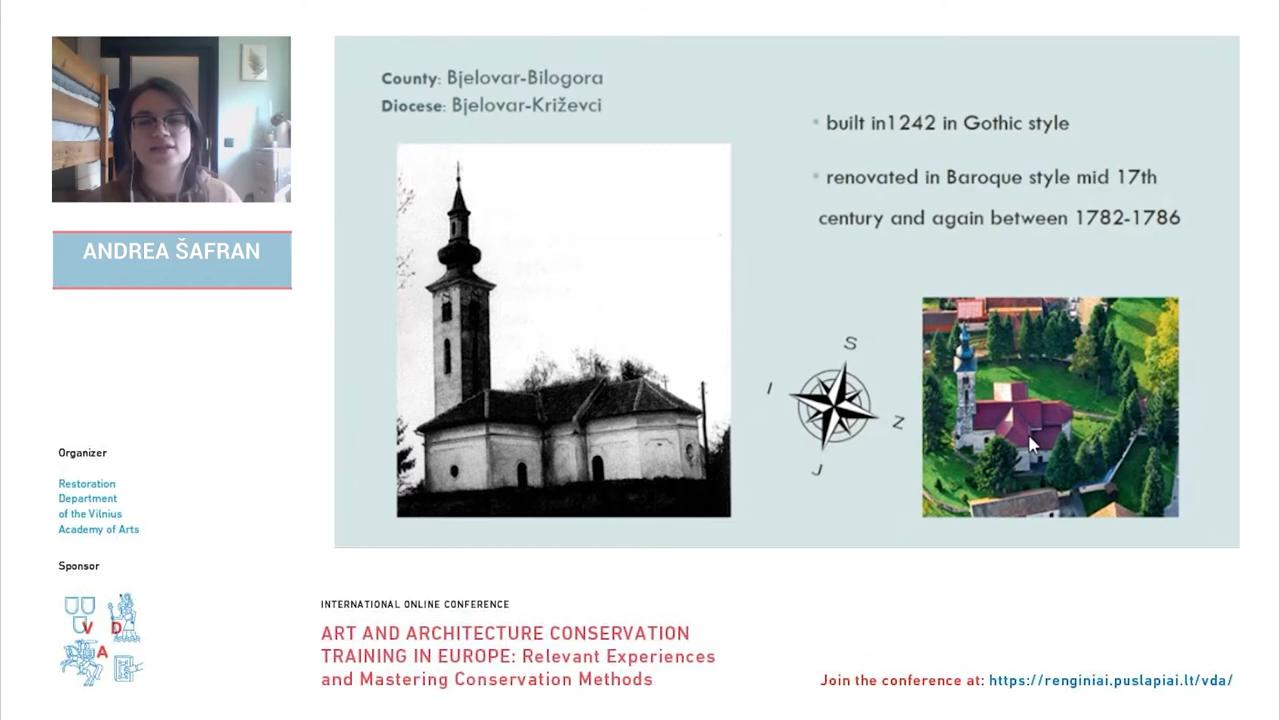 County: Bjelovar-Bilogora
Diocese: Bjelovar-Križevci
built in1242 in Gothic style
renovated in Baroque style mid 17th
century and again between 1782-1786
S
I
Z
J
ANDREA ŠAFRAN
Organizer
Restoration
Department
of the Vilnius
Academy of Arts
Sponsor
V D
A
INTERNATIONAL ONLINE CONFERENCE
ART AND ARCHITECTURE CONSERVATION
TRAINING IN EUROPE: Relevant Experiences
and Mastering Conservation Methods
Join the conference at: https://renginiai.puslapiai.lt/vda/